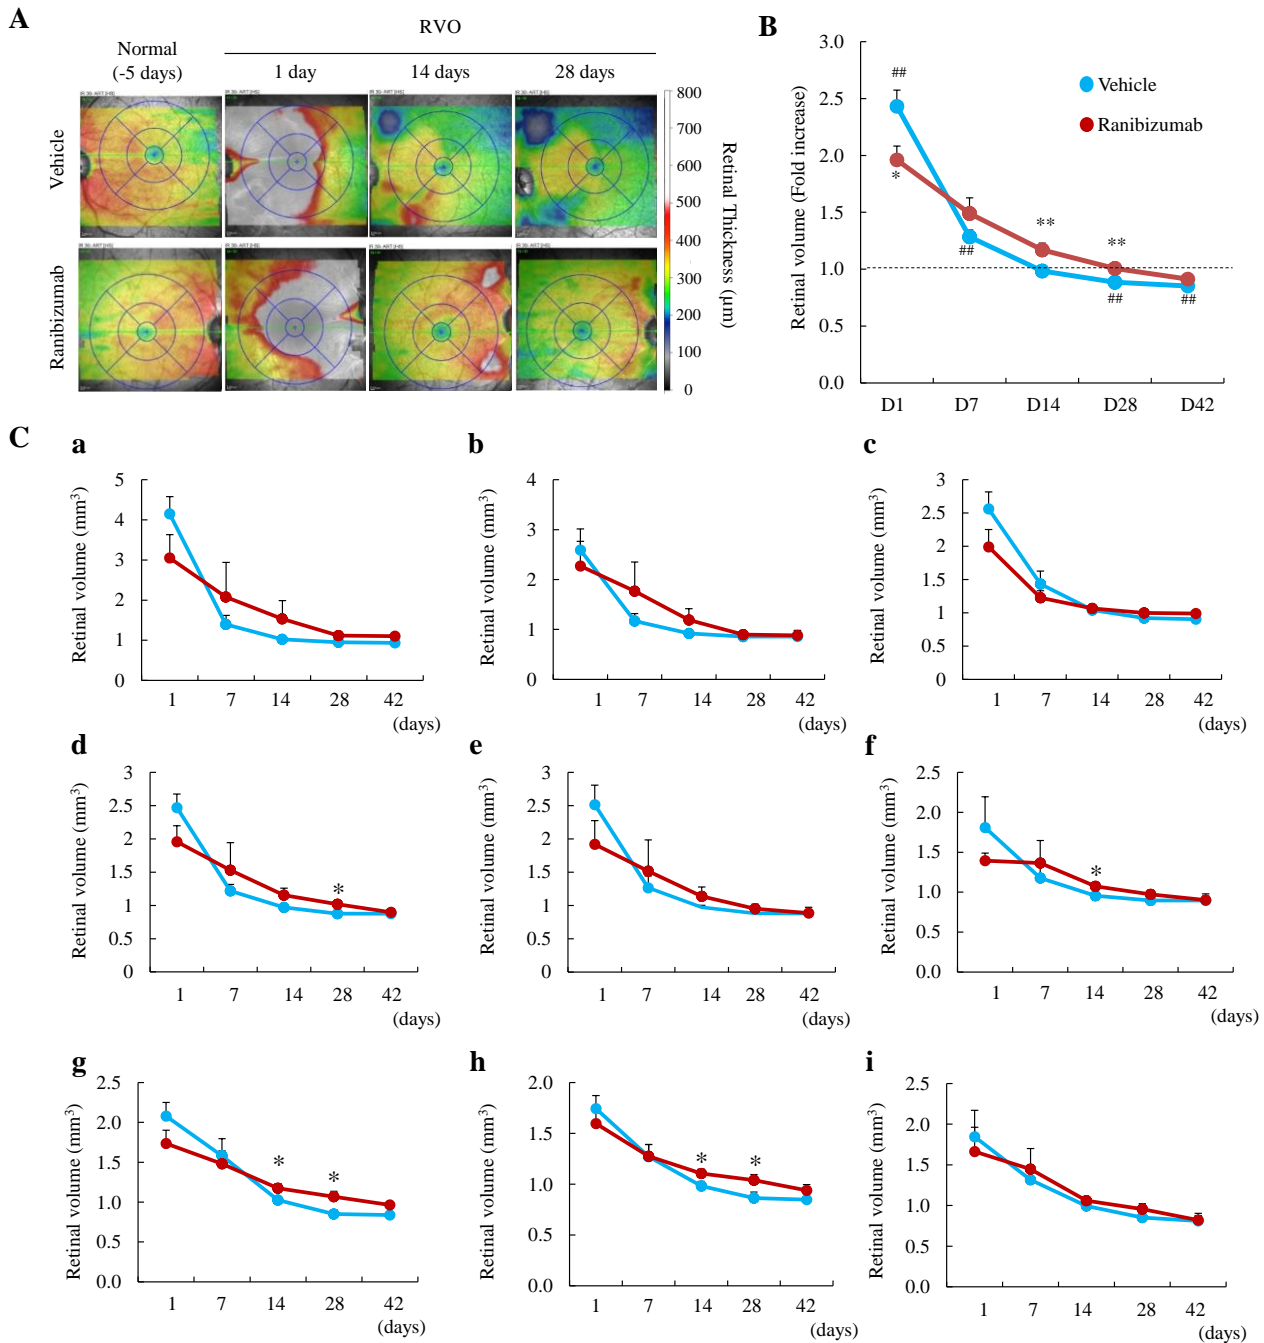 A
RVO
Normal
(-5 days)
1 day
14 days
28 days
Vehicle
Ranibizumab
IR 30 ART [HS]
800
700
600
500
400
300
200
100
0
Retinal Thickness (μm)
B
3.0
2.5
2.0
1.5
1.0
0.5
0.0
Retinal volume (Fold increase)
Vehicle
Ranibizumab
##
*
##
**
**
##
##
D1 D7 D14 D28 D42
C
a
5
4
3
2
1
0
Retinal volume (mm³)
1 7 14 28 42
(days)
b
4
3
2
1
0
Retinal volume (mm³)
1 7 14 28 42
(days)
c
3
2.5
2
1.5
1
0.5
0
Retinal volume (mm³)
1 7 14 28 42
(days)
d
3
2.5
2
1.5
1
0.5
0
Retinal volume (mm³)
*
1 7 14 28 42
(days)
e
3
2.5
2
1.5
1
0.5
0
Retinal volume (mm³)
1 7 14 28 42
(days)
f
2.5
2.0
1.5
1.0
0.5
0.0
Retinal volume (mm³)
*
1 7 14 28 42
(days)
g
2.5
2.0
1.5
1.0
0.5
0.0
Retinal volume (mm³)
* *
1 7 14 28 42
(days)
h
2.0
1.5
1.0
0.5
0.0
Retinal volume (mm³)
* *
1 7 14 28 42
(days)
i
2.5
2.0
1.5
1.0
0.5
0.0
Retinal volume (mm³)
1 7 14 28 42
(days)